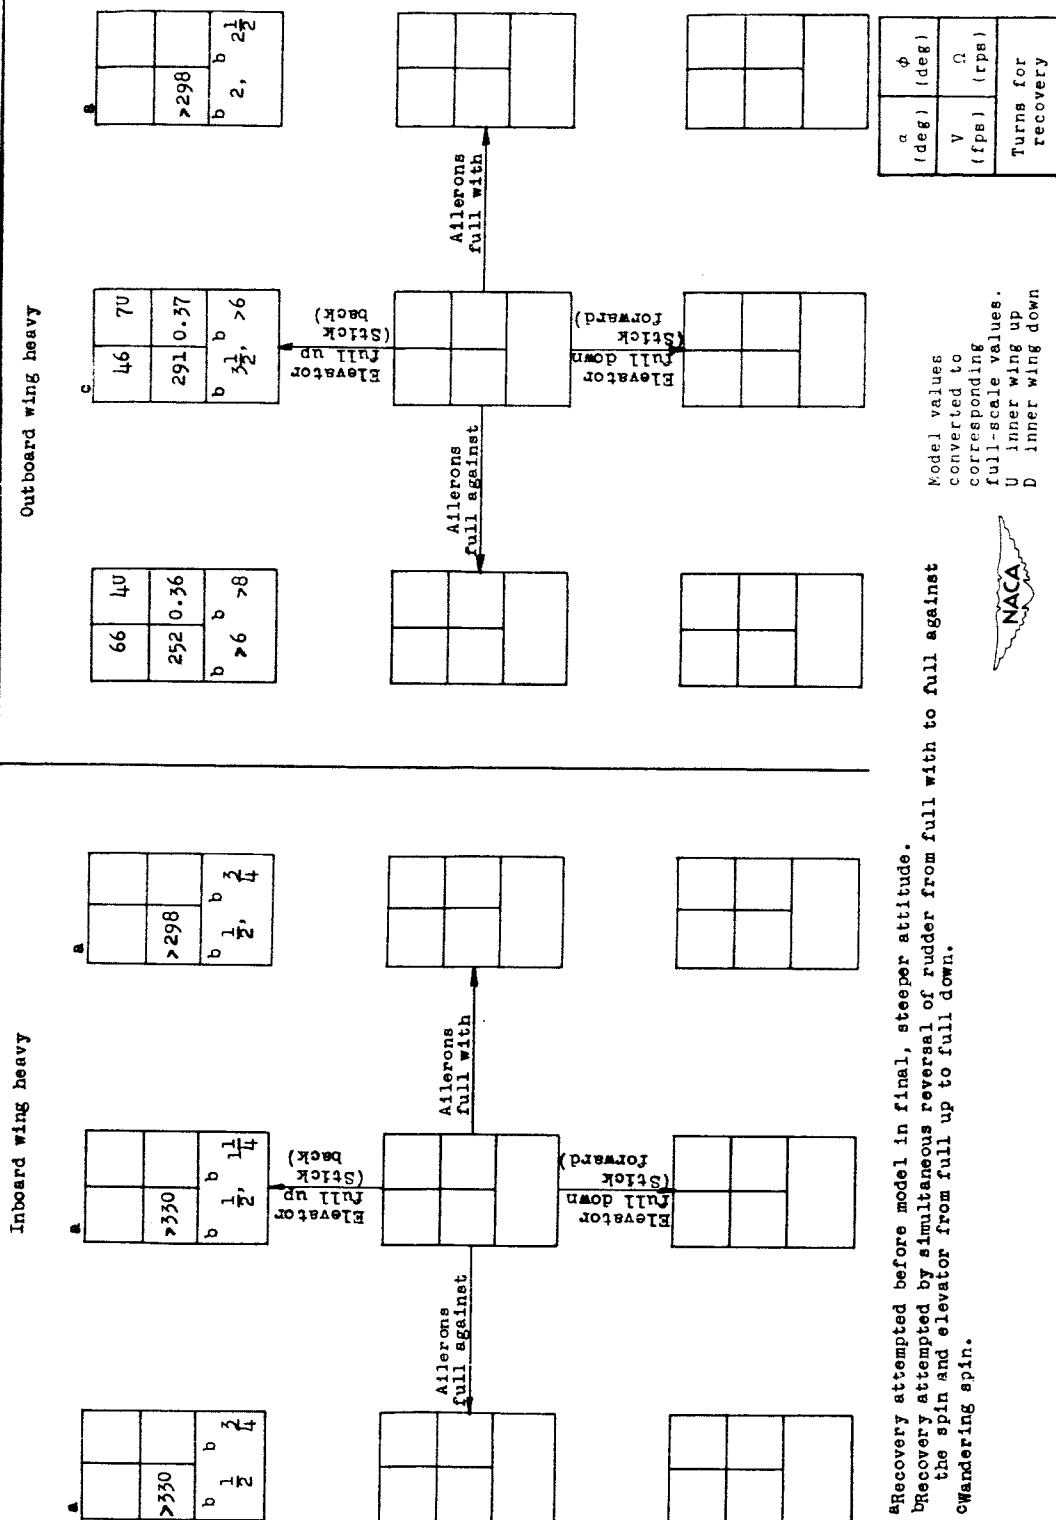 Inboard wing heavy
a
>330
b 1/2 b 3/4
a
>330
b 1/2, b 1 1/4
a
>298
b 1/2, b 3/4
Elevator
full up
(Stick
back)
Ailerons
full against
Ailerons
full with
Elevator
full down
(Stick
forward)
Outboard wing heavy
66 4U
252 0.36
b >6 b >8
c
46 7U
291 0.37
b 3 1/2, b >6
a
>298
b 2, b 2 1/2
Elevator
full up
(Stick
back)
Ailerons
full against
Ailerons
full with
Elevator
full down
(Stick
forward)
aRecovery attempted before model in final, steeper attitude.
bRecovery attempted by simultaneous reversal of rudder from full with to full against
the spin and elevator from full up to full down.
cWandering spin.
NACA
Model values
converted to
corresponding
full-scale values.
U inner wing up
D inner wing down
α (deg) φ (deg)
V (fps) Ω (rps)
Turns for
recovery